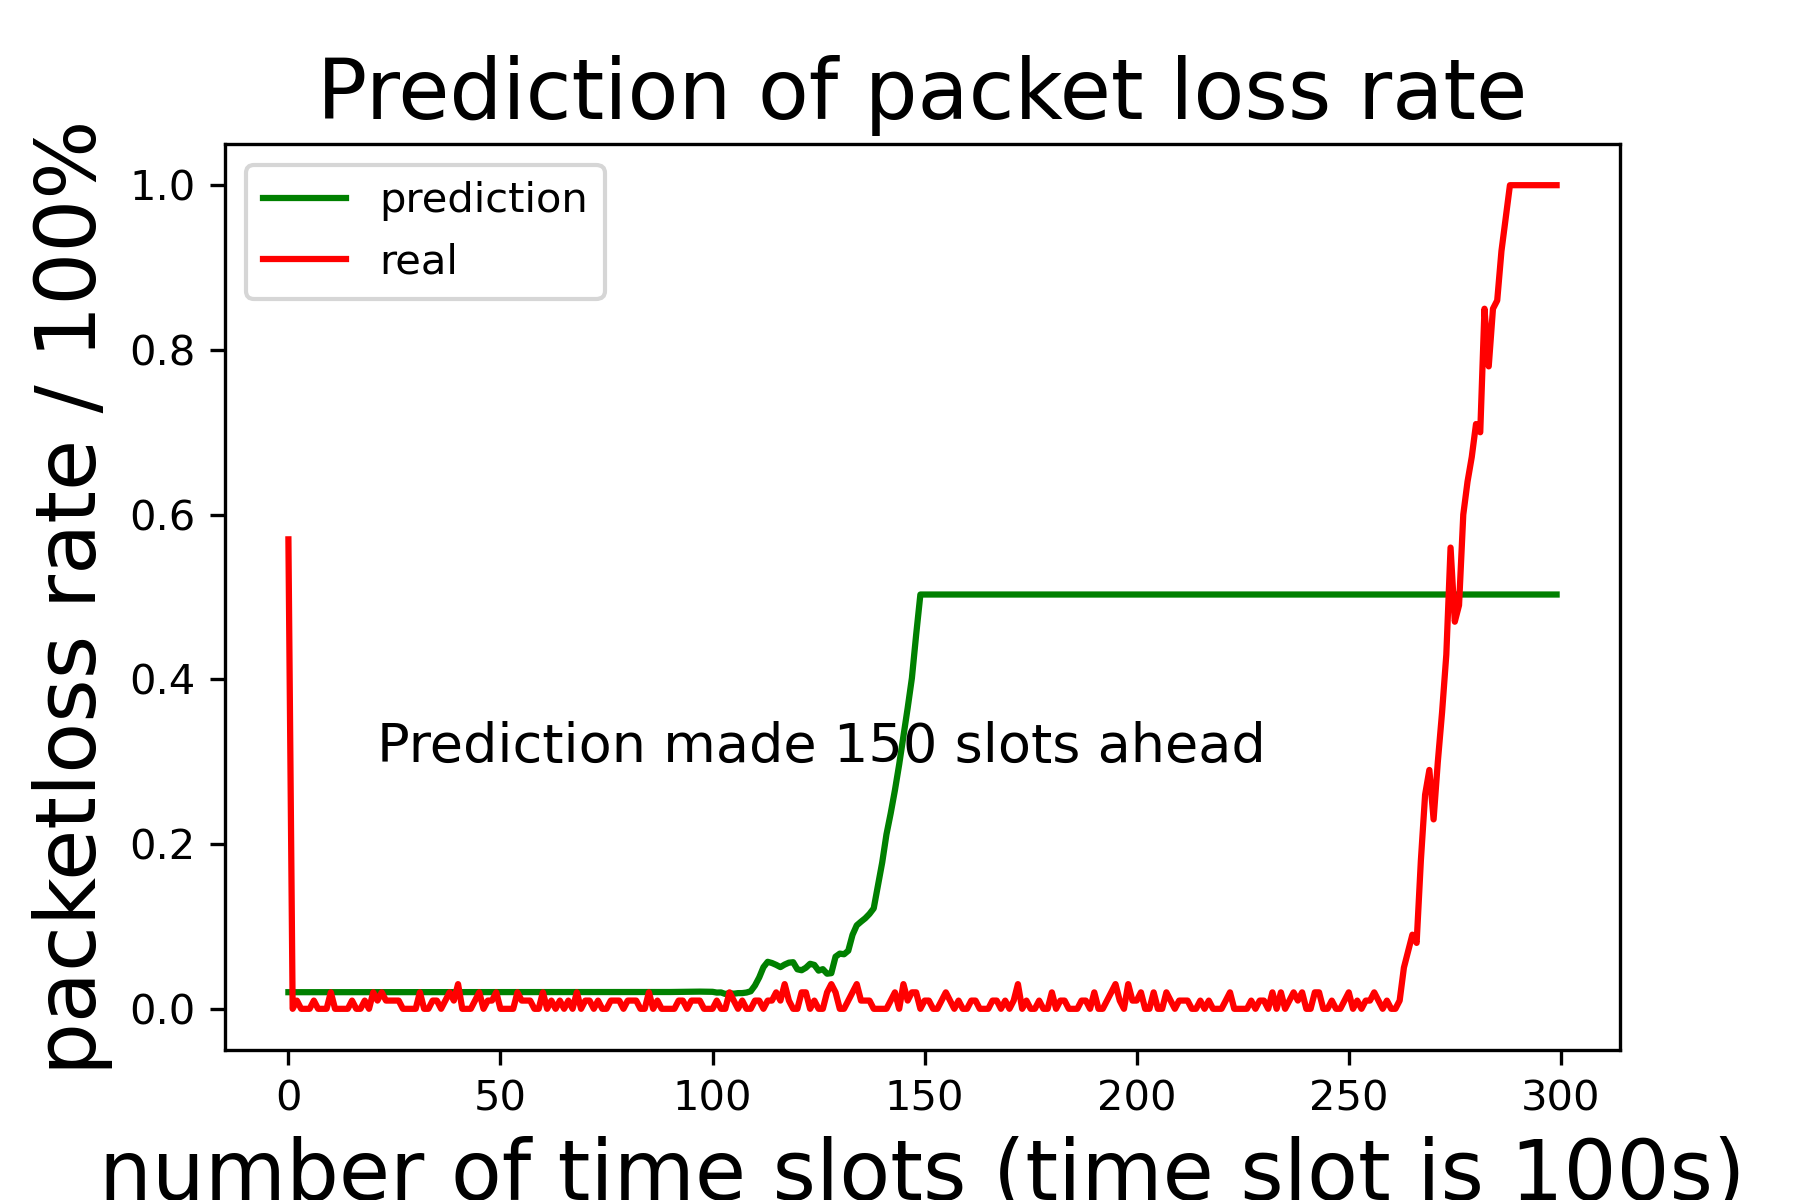 Prediction of packet loss rate
packetloss rate / 100%
1.0
0.8
0.6
0.4
0.2
0.0
prediction
real
Prediction made 150 slots ahead
0 50 100 150 200 250 300
number of time slots (time slot is 100s)